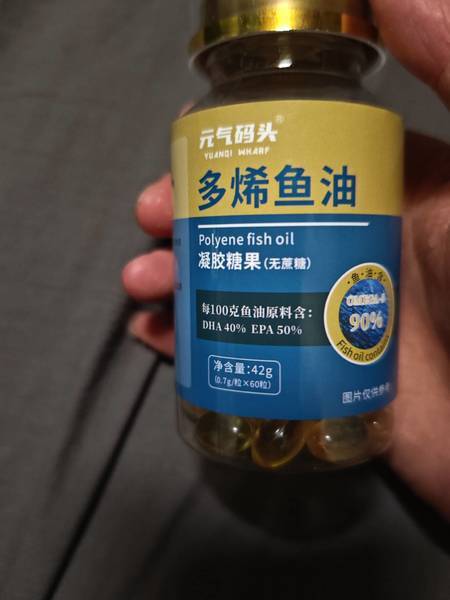 元气码头®
YUANQI WHARF
多烯鱼油
Polyene fish oil
凝胶糖果(无蔗糖)
每100克鱼油原料含:
DHA 40% EPA 50%
·鱼·油·含
OMEGA-3
90%
Fish oil contains
净含量:42g
(0.7g/粒×60粒)
图片仅供参考